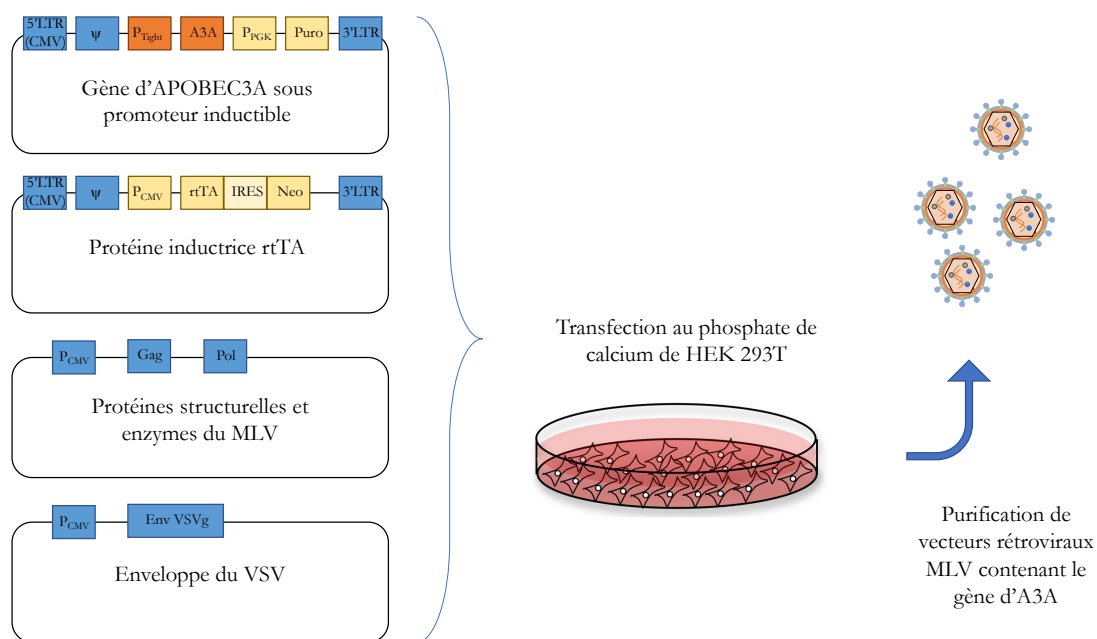 5'LTR
(CMV)
ψ
PTight
A3A
PPGK
Puro
3'LTR
Gène d'APOBEC3A sous
promoteur inductible
5'LTR
(CMV)
ψ
PCMV
rtTA
IRES
Neo
3'LTR
Protéine inductrice rtTA
PCMV
Gag
Pol
Protéines structurelles et
enzymes du MLV
PCMV
Env VSVg
Enveloppe du VSV
Transfection au phosphate de
calcium de HEK 293T
Purification de
vecteurs rétroviraux
MLV contenant le
gène d'A3A